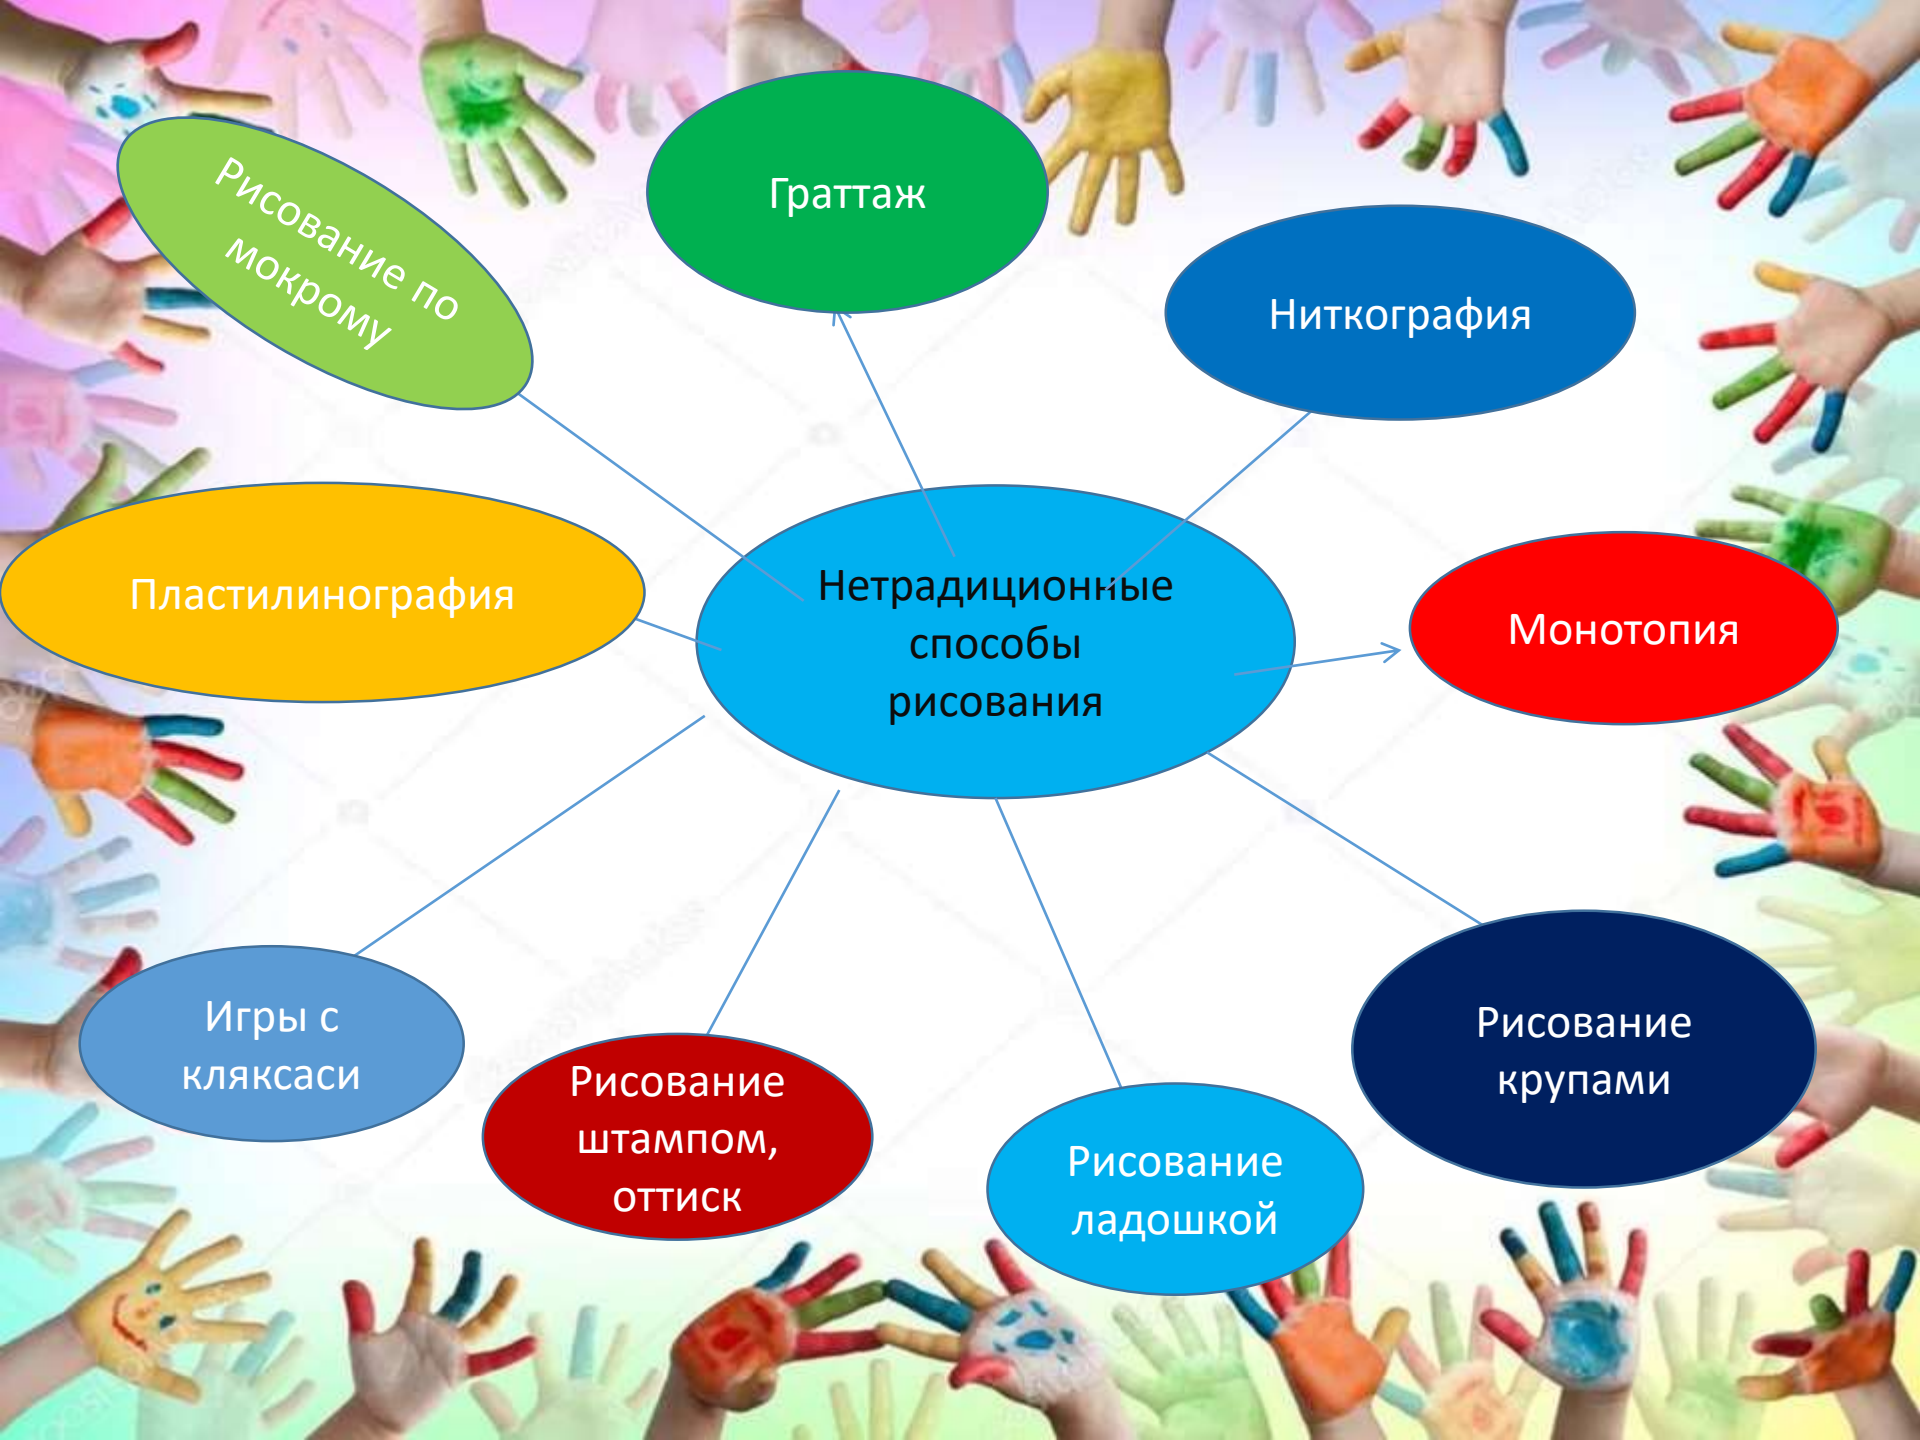 Граттаж
Рисование по
мокрому
Ниткография
Пластилинография
Нетрадиционные
способы
рисования
Монотопия
Игры с
кляксаси
Рисование
штампом,
оттиск
Рисование
ладошкой
Рисование
крупами